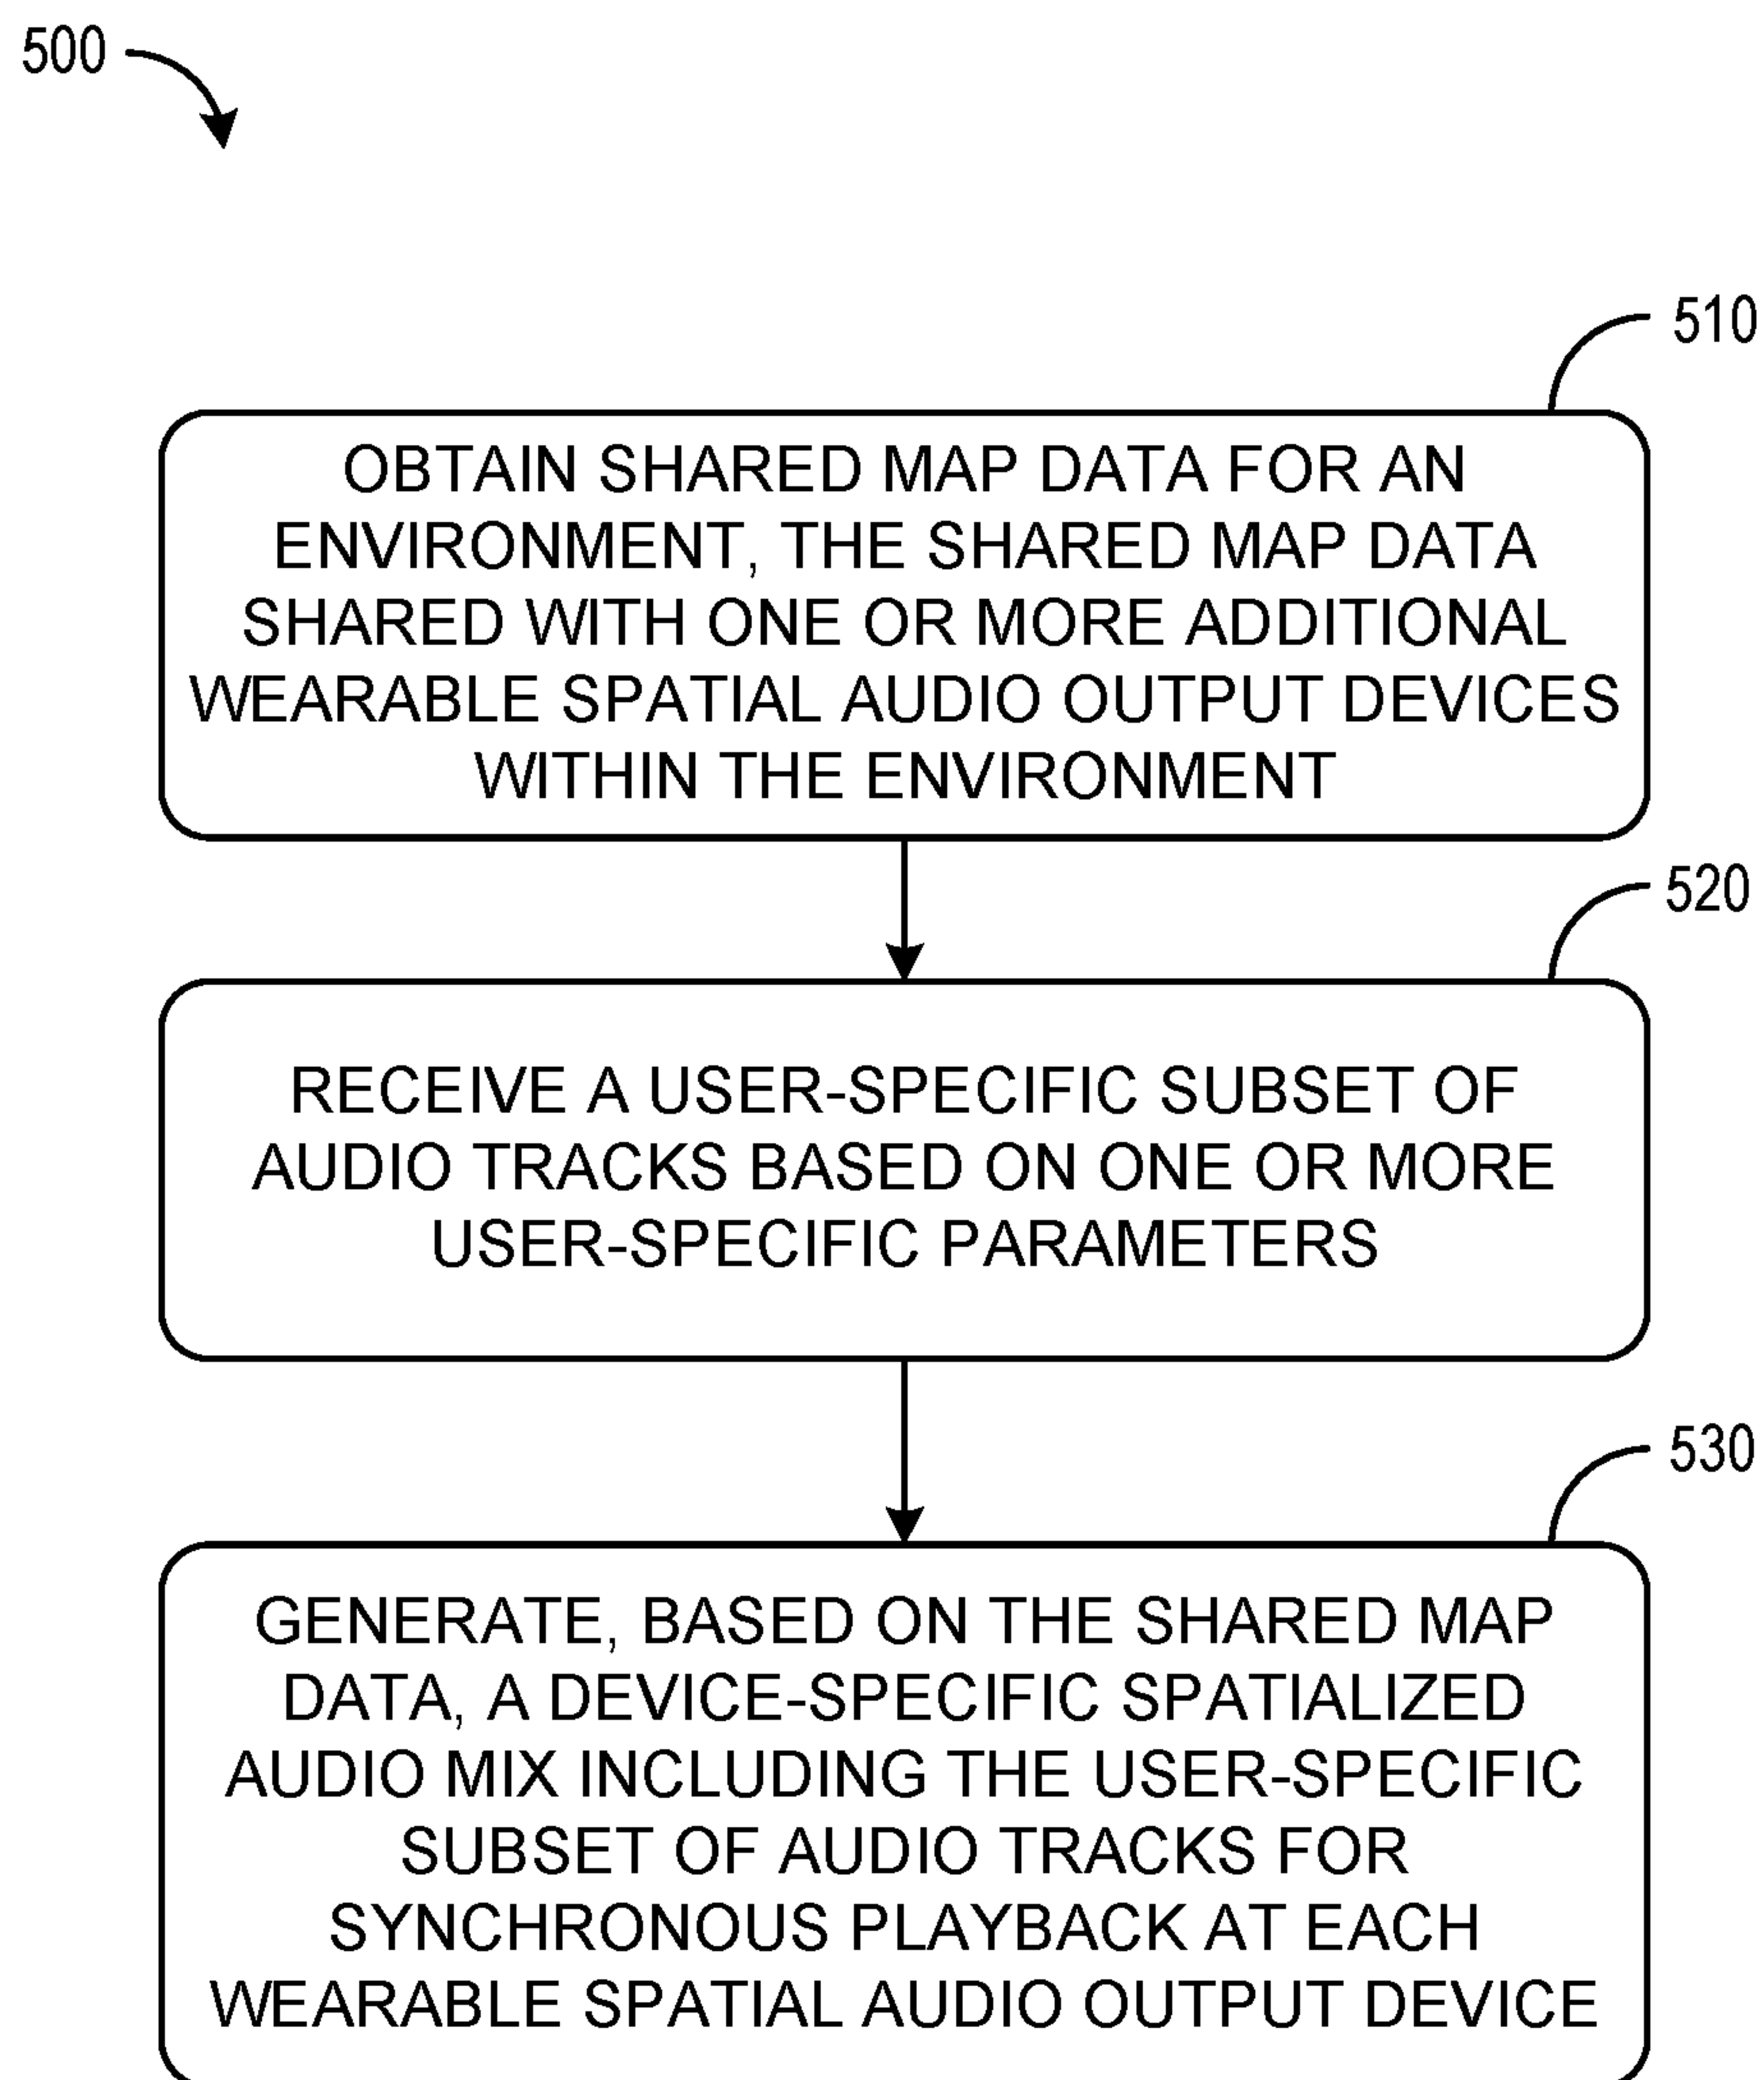 500
510
OBTAIN SHARED MAP DATA FOR AN
ENVIRONMENT, THE SHARED MAP DATA
SHARED WITH ONE OR MORE ADDITIONAL
WEARABLE SPATIAL AUDIO OUTPUT DEVICES
WITHIN THE ENVIRONMENT
520
RECEIVE A USER-SPECIFIC SUBSET OF
AUDIO TRACKS BASED ON ONE OR MORE
USER-SPECIFIC PARAMETERS
530
GENERATE, BASED ON THE SHARED MAP
DATA, A DEVICE-SPECIFIC SPATIALIZED
AUDIO MIX INCLUDING THE USER-SPECIFIC
SUBSET OF AUDIO TRACKS FOR
SYNCHRONOUS PLAYBACK AT EACH
WEARABLE SPATIAL AUDIO OUTPUT DEVICE